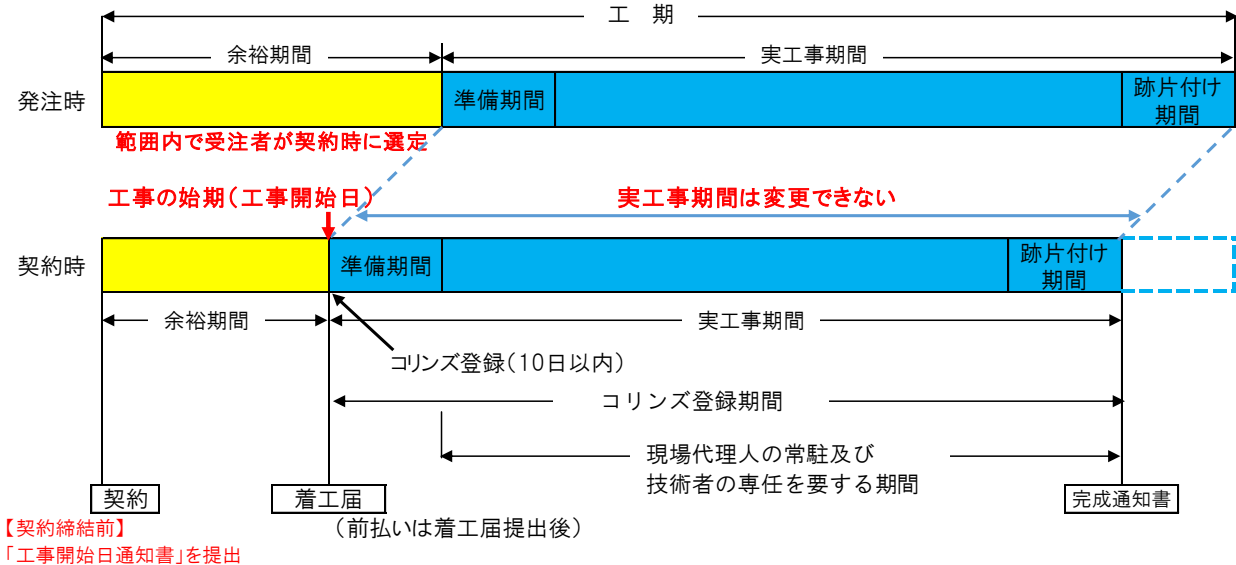 工　期
余裕期間
実工事期間
発注時
準備期間
跡片付け
期間
範囲内で受注者が契約時に選定
工事の始期（工事開始日）
実工事期間は変更できない
契約時
準備期間
跡片付け
期間
余裕期間
実工事期間
コリンズ登録（10日以内）
コリンズ登録期間
現場代理人の常駐及び
技術者の専任を要する期間
契約
着工届
完成通知書
（前払いは着工届提出後）
【契約締結前】
「工事開始日通知書」を提出